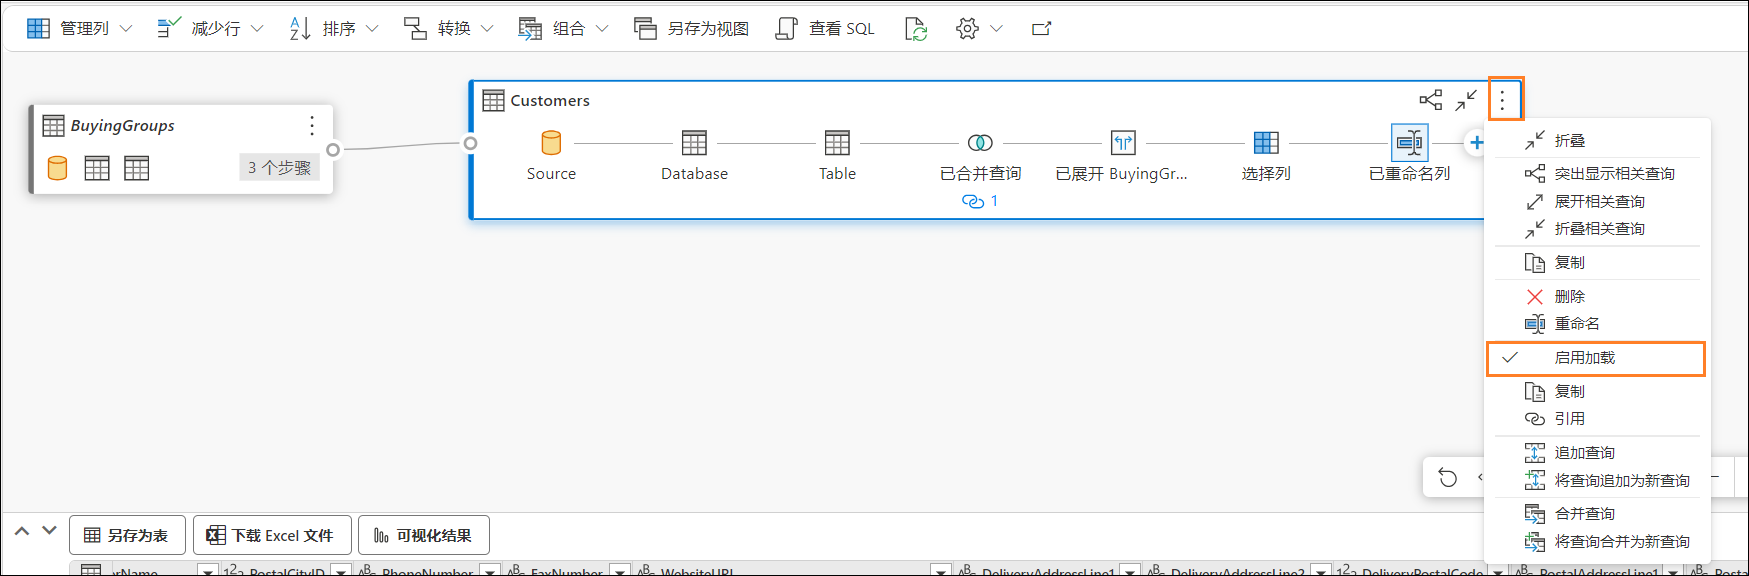 管理列 减少行 排序 转换 组合 另存为视图 查看 SQL
BuyingGroups
3 个步骤
Customers
Source Database Table 已合并查询 已展开 BuyingGr... 选择列 已重命名列
1
折叠
突出显示相关查询
展开相关查询
折叠相关查询
复制
删除
重命名
启用加载
复制
引用
追加查询
将查询追加为新查询
合并查询
将查询合并为新查询
另存为表 下载 Excel 文件 可视化结果
rName PostalCityID PhoneNumber FaxNumber WebsiteURL DeliveryAddressLine1 DeliveryAddressLine2 DeliveryPostalCode PostalAddressLine1 Posta